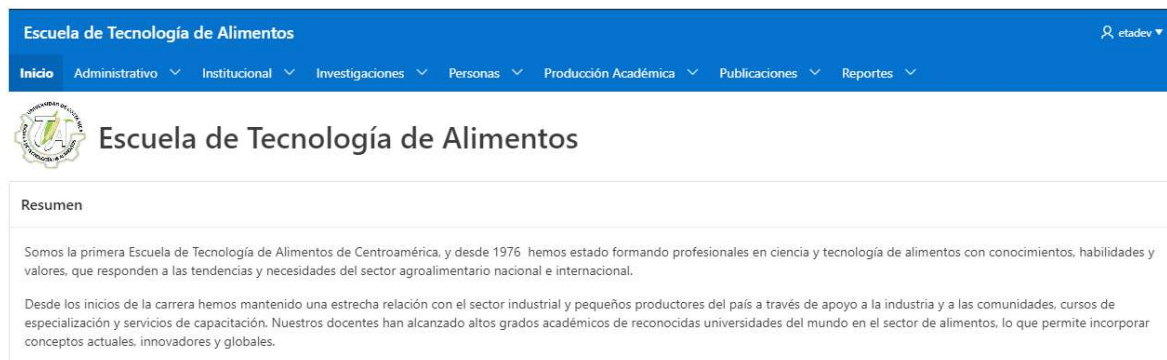 Escuela de Tecnología de Alimentos
etadev
Inicio Administrativo Institucional Investigaciones Personas Producción Académica Publicaciones Reportes
Escuela de Tecnología de Alimentos
Resumen
Somos la primera Escuela de Tecnología de Alimentos de Centroamérica, y desde 1976 hemos estado formando profesionales en ciencia y tecnología de alimentos con conocimientos, habilidades y
valores, que responden a las tendencias y necesidades del sector agroalimentario nacional e internacional.
Desde los inicios de la carrera hemos mantenido una estrecha relación con el sector industrial y pequeños productores del país a través de apoyo a la industria y a las comunidades, cursos de
especialización y servicios de capacitación. Nuestros docentes han alcanzado altos grados académicos de reconocidas universidades del mundo en el sector de alimentos, lo que permite incorporar
conceptos actuales, innovadores y globales.